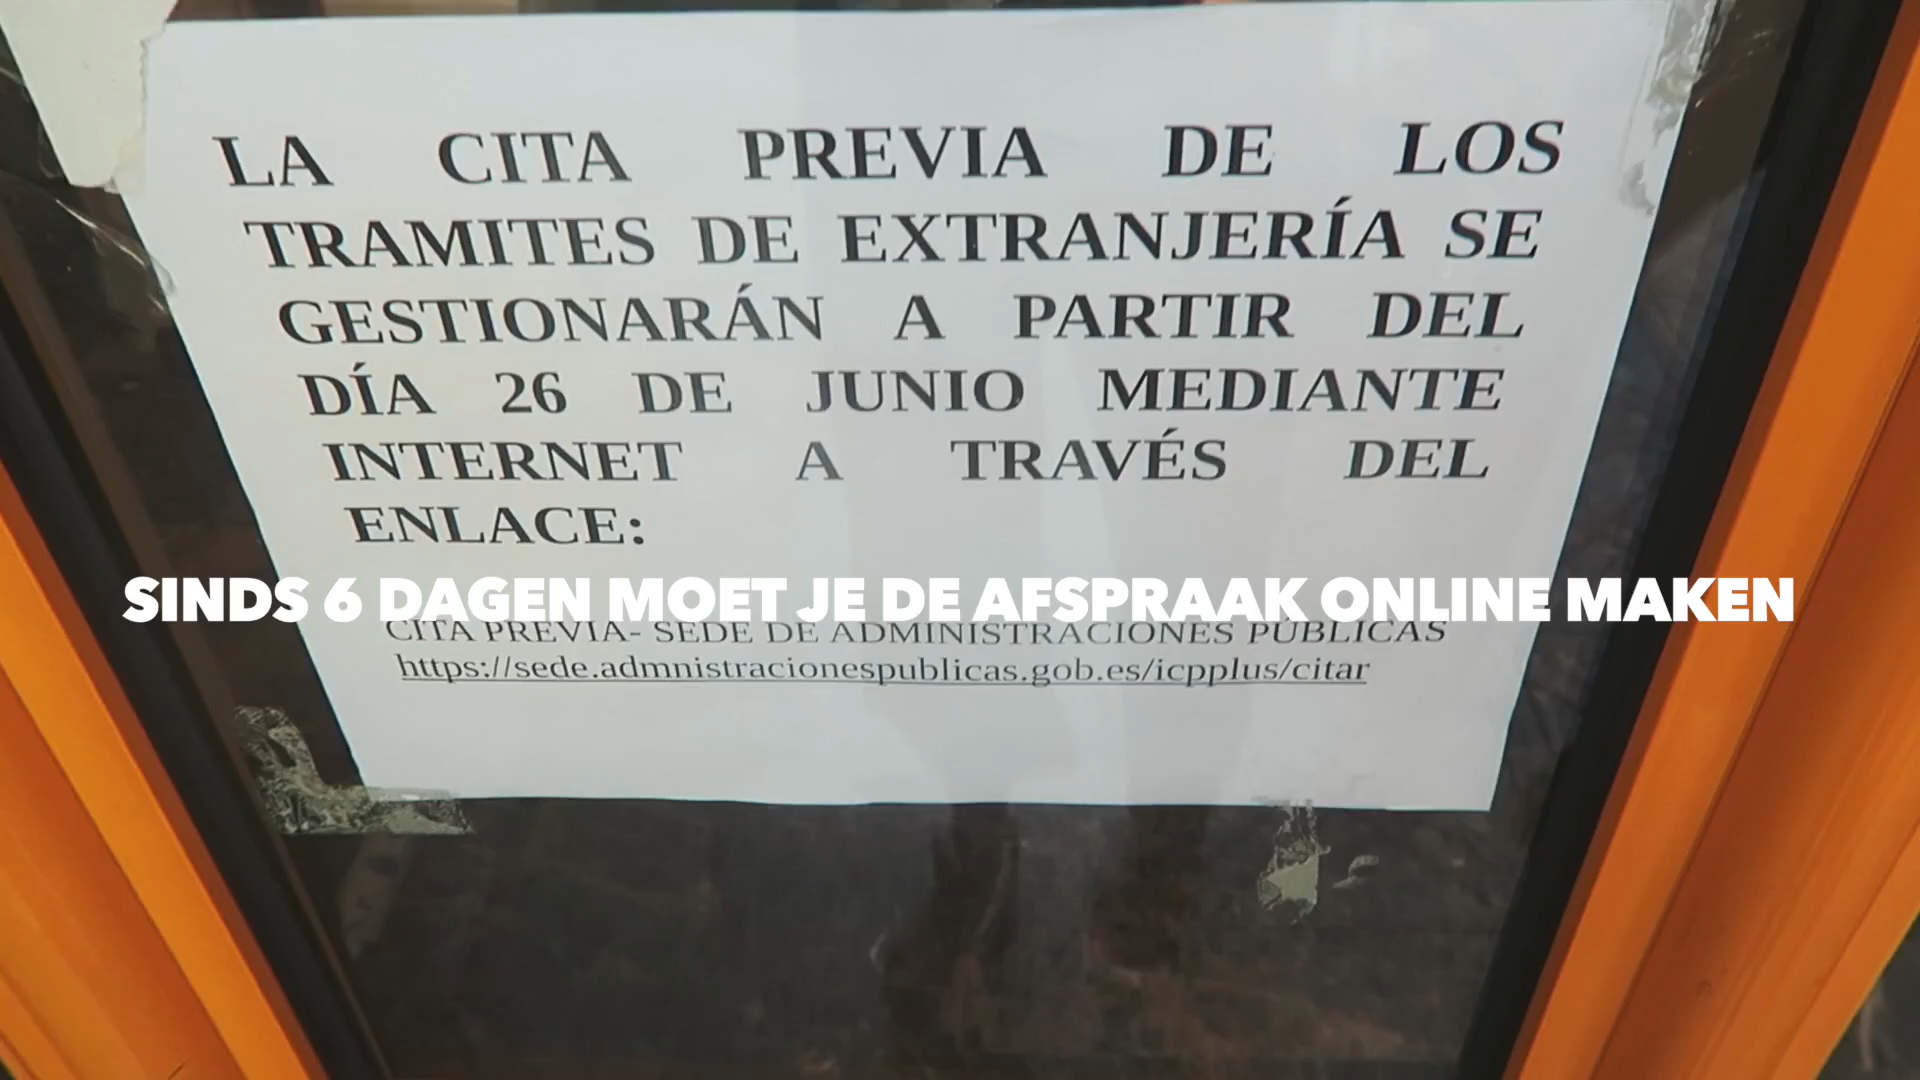 LA CITA PREVIA DE LOS
TRAMITES DE EXTRANJERÍA SE
GESTIONARÁN A PARTIR DEL
DÍA 26 DE JUNIO MEDIANTE
INTERNET A TRAVÉS DEL
ENLACE:
SINDS 6 DAGEN MOET JE DE AFSPRAAK ONLINE MAKEN
CITA PREVIA- SEDE DE ADMINISTRACIONES PÚBLICAS
https://sede.admnistracionespublicas.gob.es/icpplus/citar